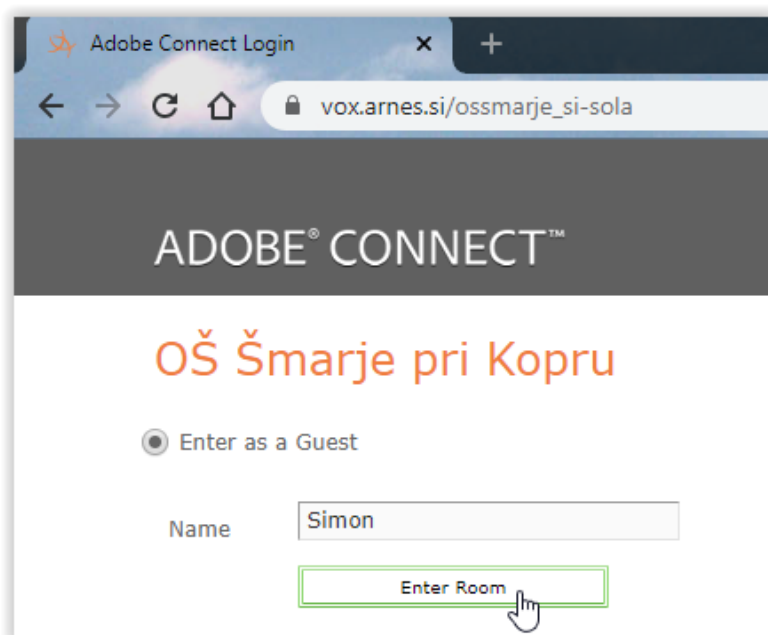 Adobe Connect Login
vox.arnes.si/ossmarje_si-sola
ADOBE® CONNECT™
OŠ Šmarje pri Kopru
Enter as a Guest
Name
Simon
Enter Room